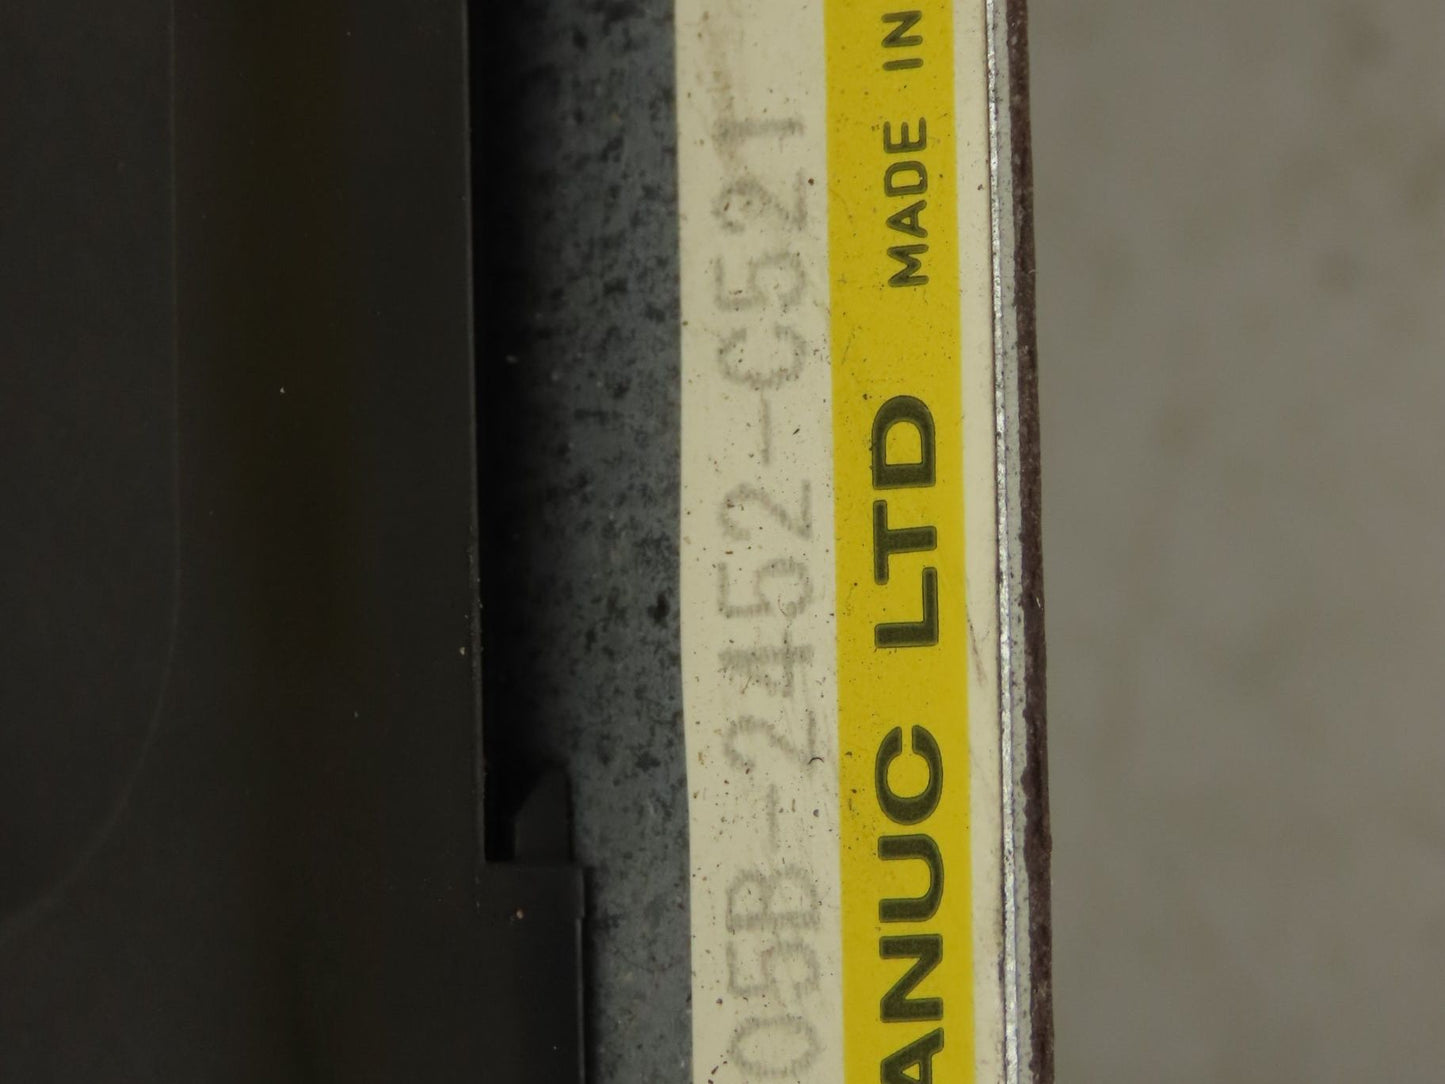 05B-2452-C521
ANUC LTD MADE IN